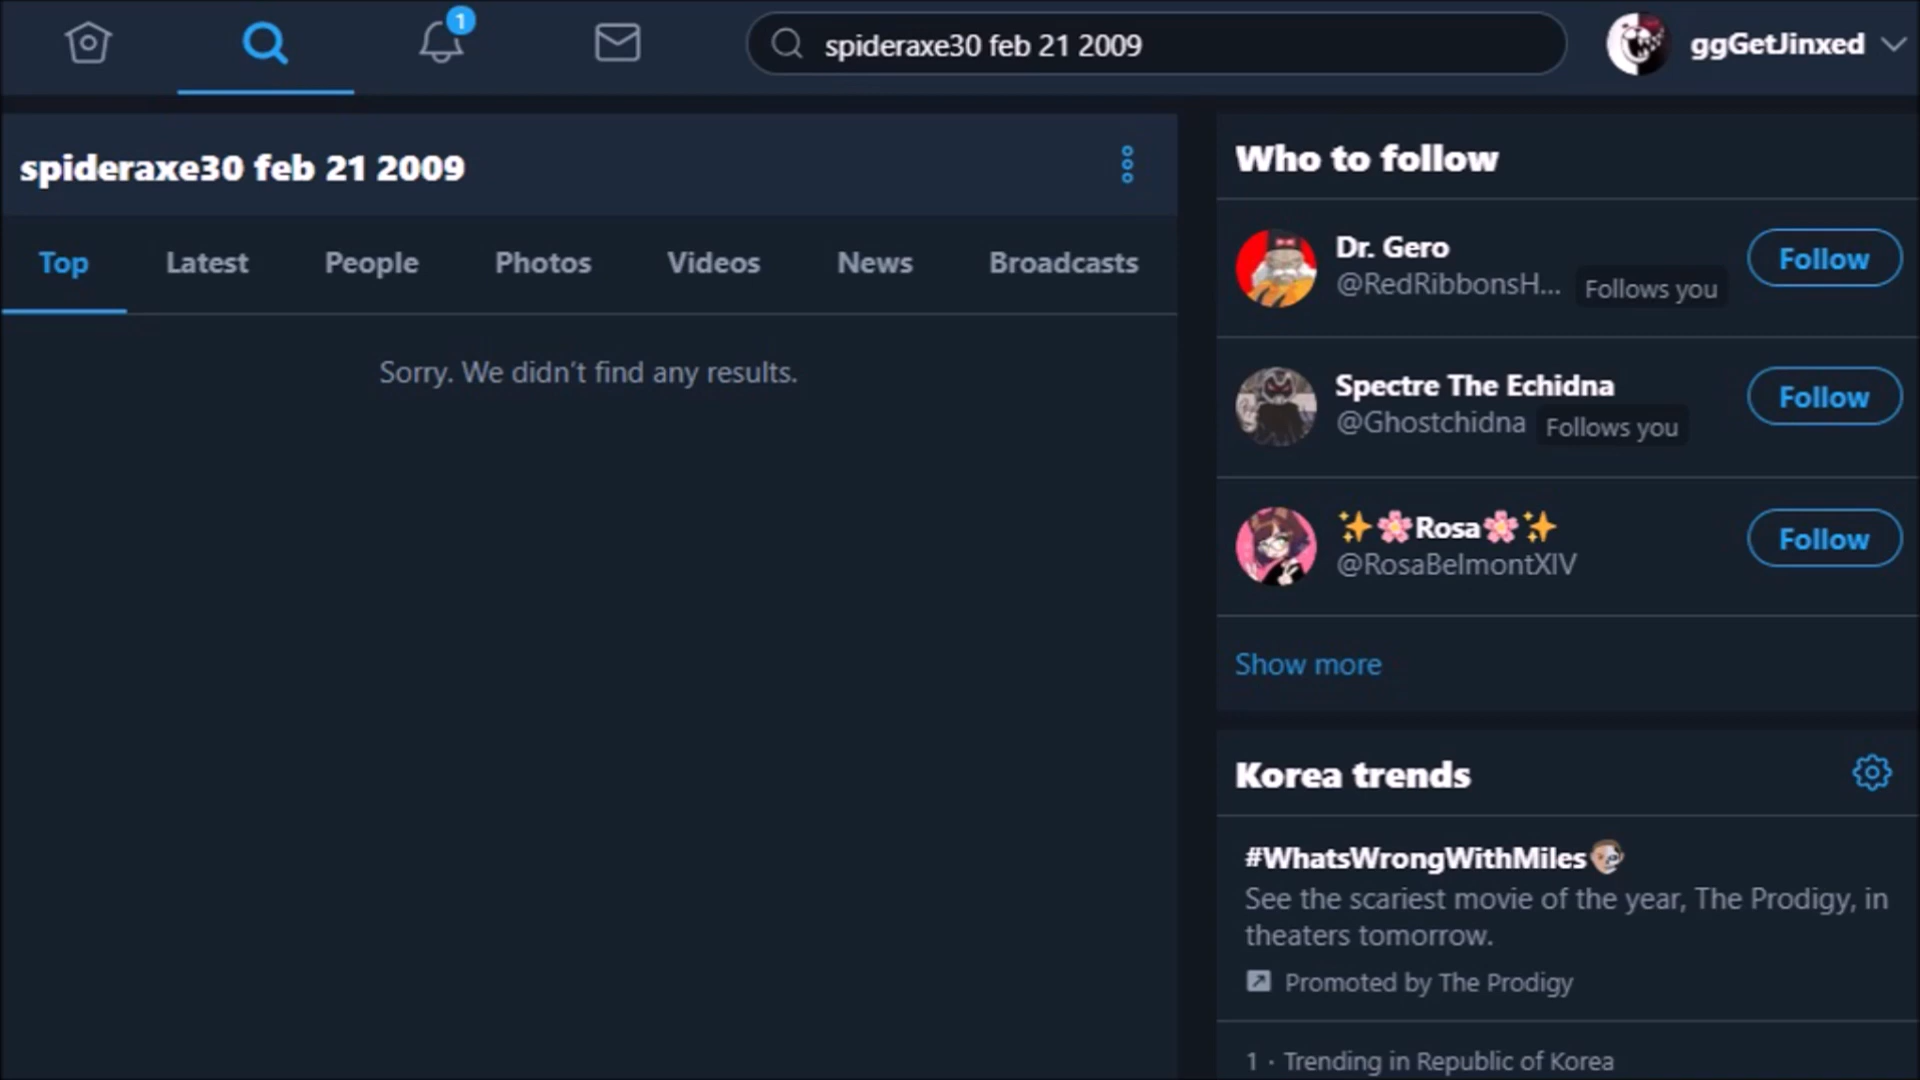 1
spideraxe30 feb 21 2009
ggGetJinxed
spideraxe30 feb 21 2009
Top Latest People Photos Videos News Broadcasts
Sorry. We didn’t find any results.
Who to follow
Dr. Gero
@RedRibbonsH... Follows you
Follow
Spectre The Echidna
@Ghostchidna Follows you
Follow
✨🌸Rosa🌸✨
@RosaBelmontXIV
Follow
Show more
Korea trends
#WhatsWrongWithMiles
See the scariest movie of the year, The Prodigy, in
theaters tomorrow.
Promoted by The Prodigy
1 · Trending in Republic of Korea